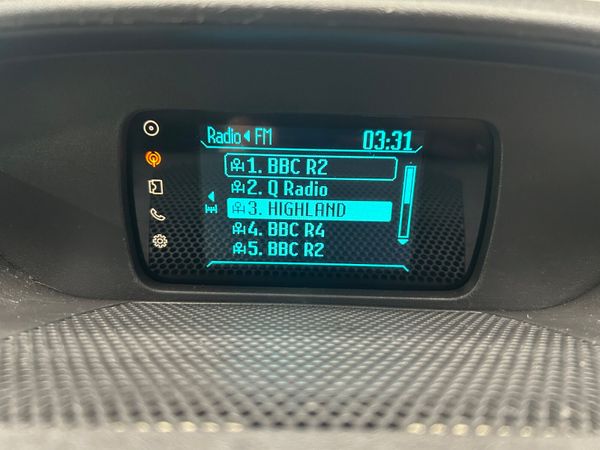 Radio FM 03:31
1. BBC R2
2. Q Radio
3. HIGHLAND
4. BBC R4
5. BBC R2